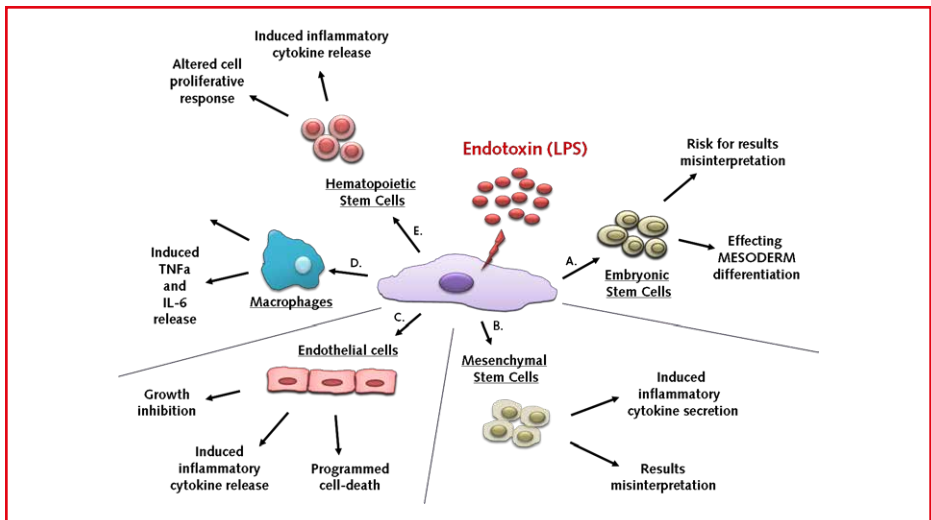 Induced inflammatory
cytokine release
Altered cell
proliferative
response
Endotoxin (LPS)
Risk for results
misinterpretation
Hematopoietic
Stem Cells
E.
Effecting
MESODERM
differentiation
A.
Embryonic
Stem Cells
Induced
TNFa
and
IL-6
release
D.
Macrophages
C.
B.
Endothelial cells
Mesenchymal
Stem Cells
Growth
inhibition
Induced
inflammatory
cytokine secretion
Induced
inflammatory
cytokine release
Programmed
cell-death
Results
misinterpretation